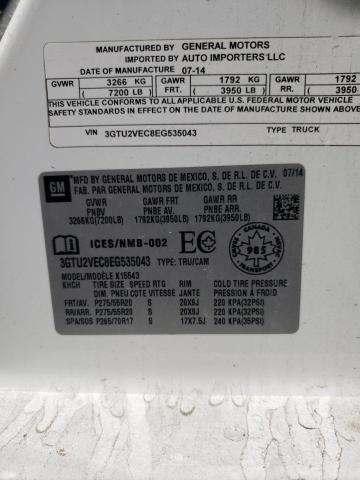 MANUFACTURED BY GENERAL MOTORS
IMPORTED BY AUTO IMPORTERS LLC
DATE OF MANUFACTURE 07-14
GVWR 3266 KG GAWR 1792 KG GAWR 1792
7200 LB FRT. 3950 LB RR. 3950
THIS VEHICLE CONFORMS TO ALL APPLICABLE U.S. FEDERAL MOTOR VEH
SAFETY STANDARDS IN EFFECT ON THE DATE OF MANUFACTURE SHOWN
VIN 3GTU2VEC8EG535043 TYPE: TRUCK
GM MFD BY GENERAL MOTORS DE MEXICO, S. DE R.L. DE C.V. 07/14
FAB. PAR GENERAL MOTORS DE MEXICO, S. DE R.L. DE C.V.
GVWR GAWR FRT GAWR RR
PNBV PNBE AV PNBE ARR
3266KG(7200LB) 1792KG(3950LB) 1792KG(3950LB)
ICES/NMB-002 EC CANADA 985 TRANSPORT
3GTU2VEC8EG535043 TYPE: TRU/CAM
MODEL/MODÈLE K15543
KHCH TIRE SIZE SPEED RTG RIM COLD TIRE PRESSURE
DIM. PNEU COTE VITESSE JANTE PRESSION A FROID
FRT/AV. P275/55R20 S 20X9J 220 KPA(32PSI)
RR/ARR. P275/55R20 S 20X9J 220 KPA(32PSI)
SPA/SOS P265/70R17 S 17X7.5J 240 KPA(35PSI)